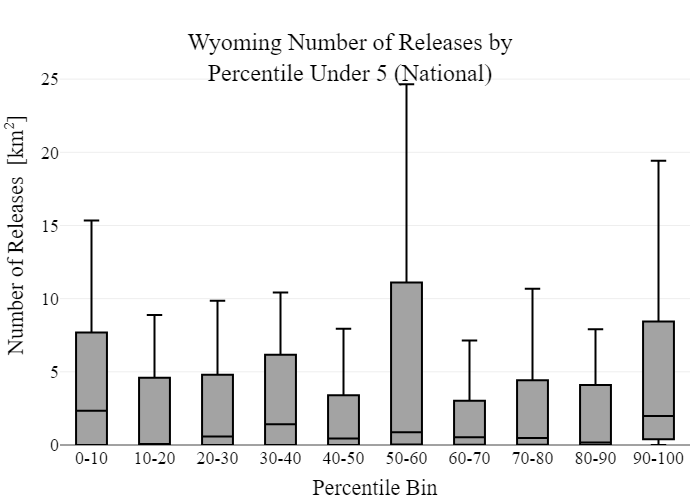 Wyoming Number of Releases by
Percentile Under 5 (National)
Number of Releases [km²]
25
20
15
10
5
0
0-10 10-20 20-30 30-40 40-50 50-60 60-70 70-80 80-90 90-100
Percentile Bin